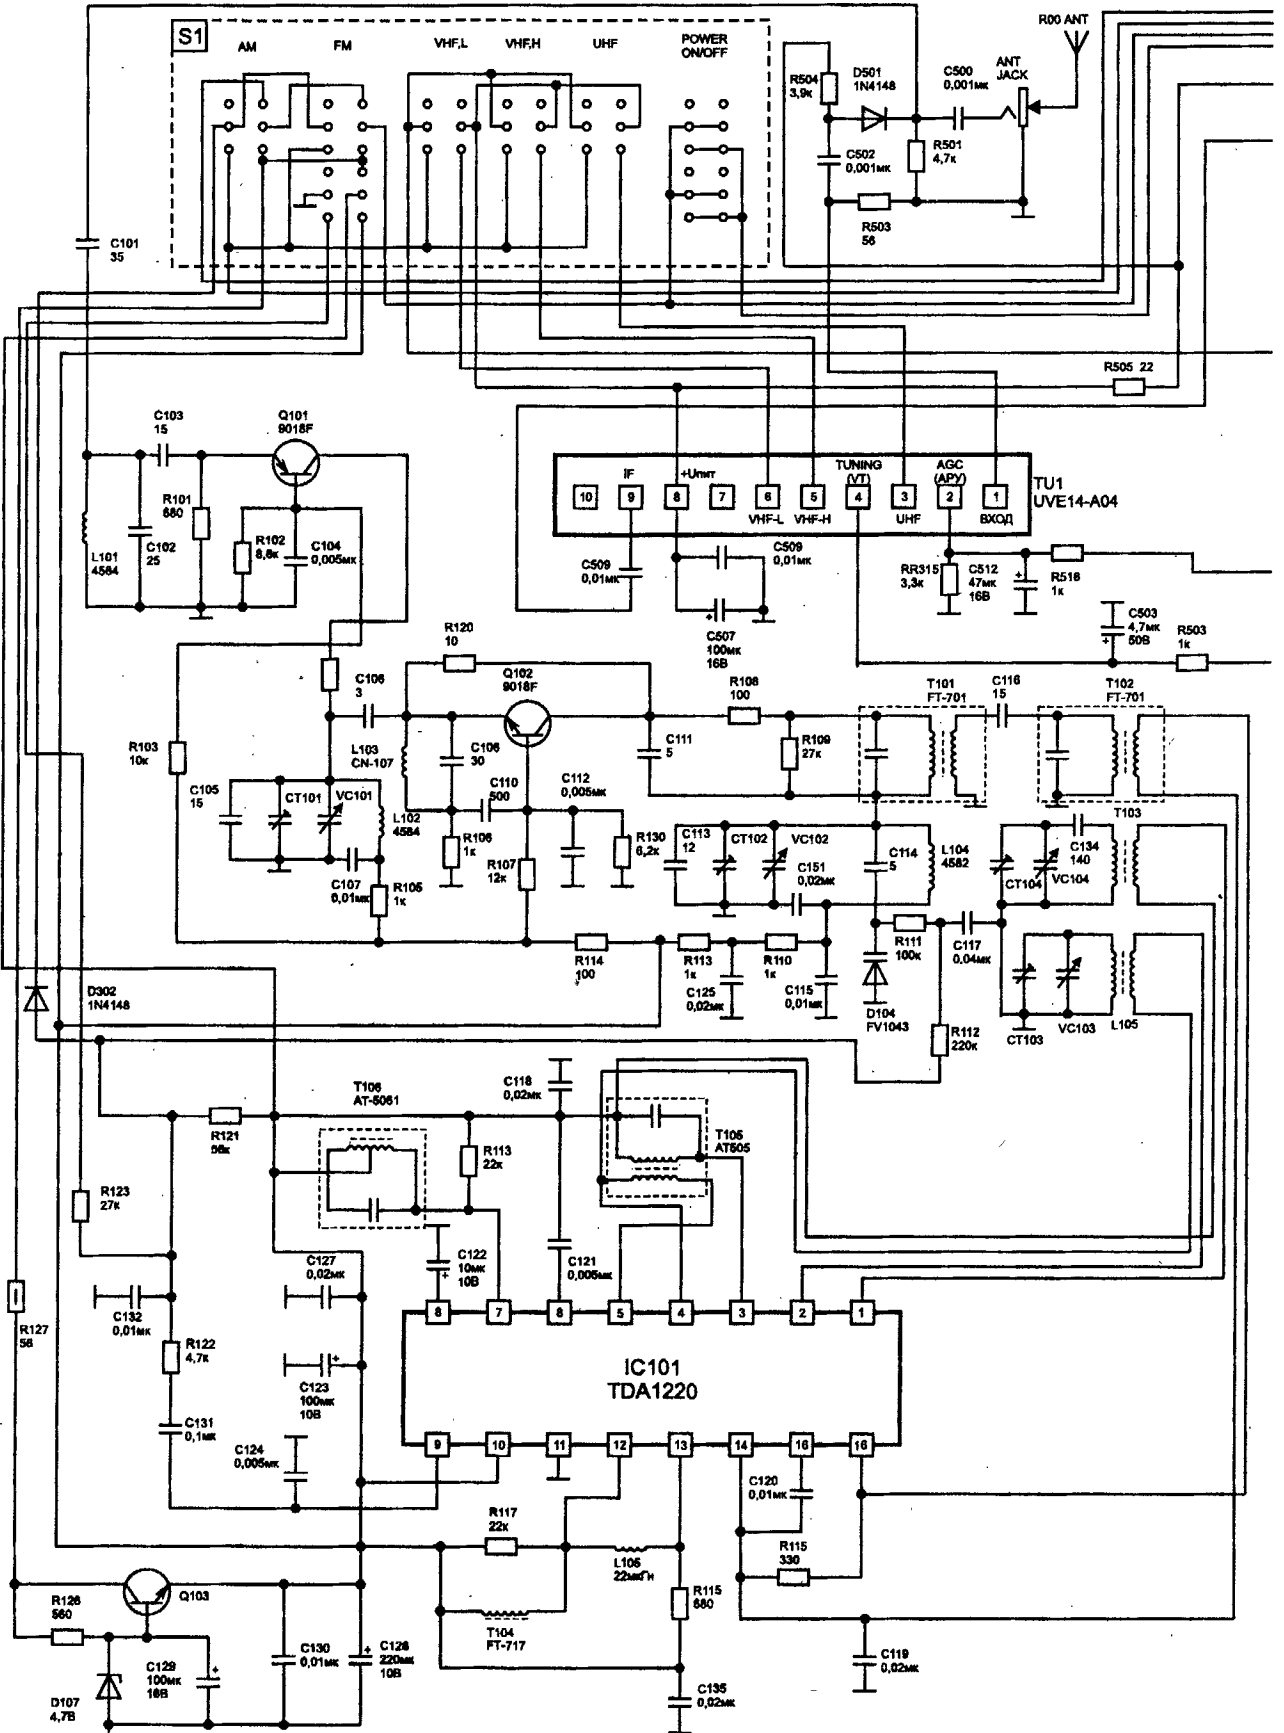 S1
AM
FM
VHF,L
VHF,H
UHF
POWER
ON/OFF
R00 ANT
ANT
JACK
R504
3,9к
D501
1N4148
C500
0,001мк
C502
0,001мк
R501
4,7к
R503
56
C101
35
R505 22
C103
15
Q101
9018F
R101
680
R102
8,8к
C104
0,005мк
L101
4564
C102
25
IF
+Uпит
TUNING
(VT)
AGC
(АРУ)
10
9
8
7
6
5
4
3
2
1
VHF-L
VHF-H
UHF
ВХОД
TU1
UVE14-A04
C509
0,01мк
C509
0,01мк
C507
100мк
16В
RR315
3,3к
C512
47мк
16В
R516
1к
C503
4,7мк
50В
R503
1к
R120
10
Q102
9018F
C106
3
R103
10к
L103
CN-107
C106
30
C110
500
C112
0,005мк
C111
5
R108
100
R109
27к
T101
FT-701
C116
15
T102
FT-701
C105
15
CT101
VC101
L102
4564
C107
0,01мк
R105
1к
R106
1к
R107
12к
R130
6,2к
C113
12
CT102
VC102
C151
0,02мк
C114
5
L104
4582
T103
C134
140
CT104
VC104
R114
100
R113
1к
R110
1к
C125
0,02мк
C115
0,01мк
R111
100к
C117
0,04мк
D104
FV1043
R112
220к
CT103
VC103
L105
D302
1N4148
T106
AT-5061
C118
0,02мк
T105
AT505
R121
56к
R113
22к
R123
27к
C122
10мк
10В
C121
0,005мк
C127
0,02мк
C132
0,01мк
R127
56
R122
4,7к
C123
100мк
10В
C131
0,1мк
C124
0,005мк
8
7
8
5
4
3
2
1
IC101
TDA1220
9
10
11
12
13
14
16
16
C120
0,01мк
R117
22к
L106
22мкГн
R115
330
R115
680
Q103
R126
560
T104
FT-717
C130
0,01мк
C128
220мк
10В
C129
100мк
16В
D107
4,7В
C119
0,02мк
C135
0,02мк